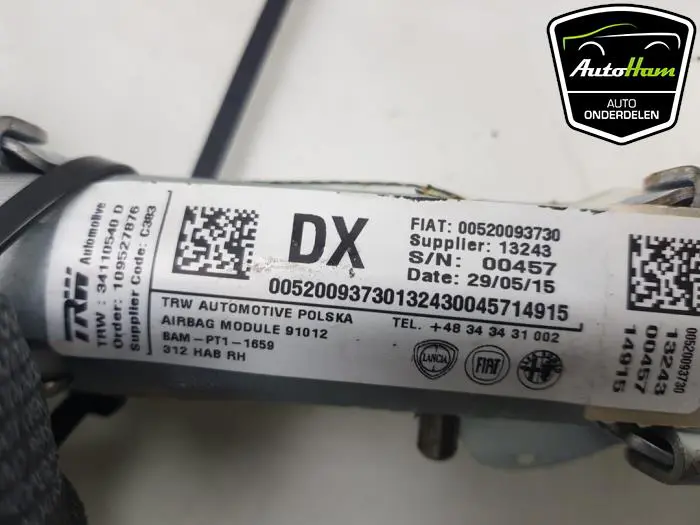 AutoHam
AUTO
ONDERDELEN
TRW Automotive
TRW : 34110540 D
Order: 109527876
Supplier Code: C383
DX
FIAT: 00520093730
Supplier: 13243
S/N: 00457
Date: 29/05/15
00520093730132430045714915
TRW AUTOMOTIVE POLSKA
AIRBAG MODULE 91012
BAM-PT1-1659
312 HAB RH
TEL. +48 34 34 31 002
LANCIA
FIAT
00520093730
13243
00457
14915